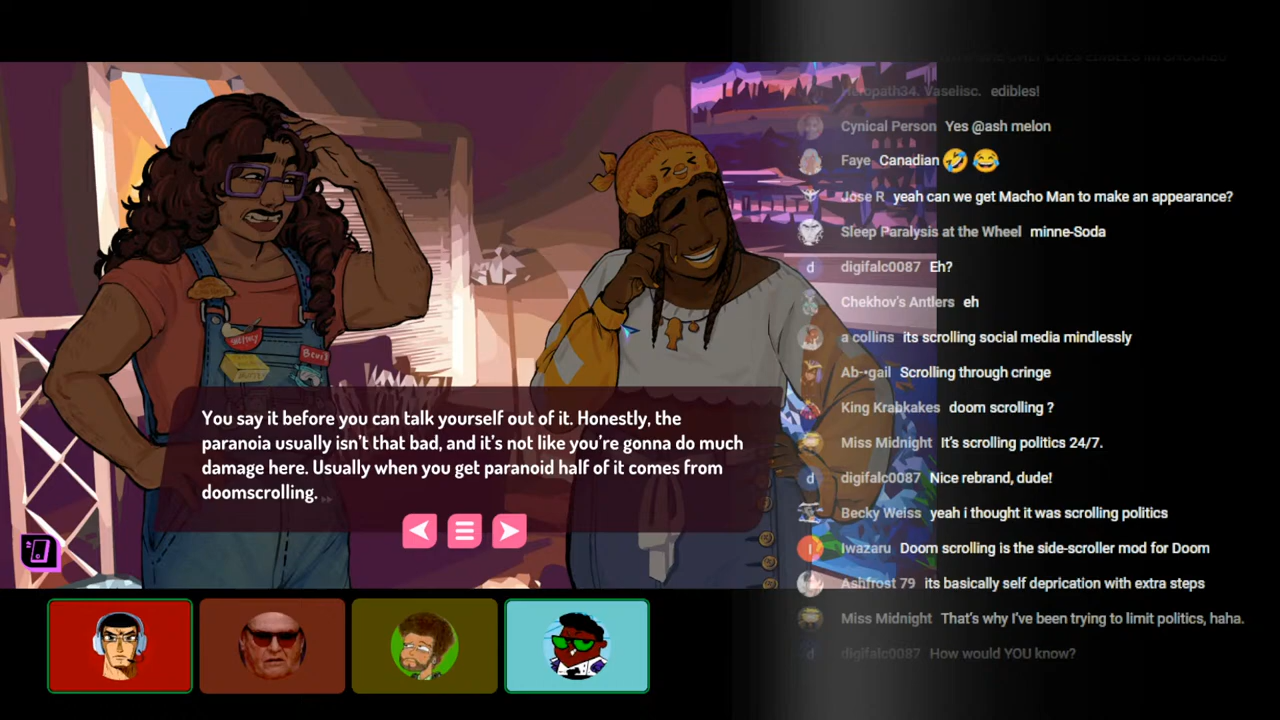 You say it before you can talk yourself out of it. Honestly, the
paranoia usually isn't that bad, and it's not like you're gonna do much
damage here. Usually when you get paranoid half of it comes from
doomscrolling.
Vaselisc. edibles!
Cynical Person Yes @ash melon
Faye Canadian 🤣 😂
Jose R yeah can we get Macho Man to make an appearance?
Sleep Paralysis at the Wheel minne-Soda
d digifalc0087 Eh?
Chekhov's Antlers eh
a collins its scrolling social media mindlessly
Ab-•gail Scrolling through cringe
King Krabkakes doom scrolling ?
Miss Midnight It's scrolling politics 24/7.
d digifalc0087 Nice rebrand, dude!
Becky Weiss yeah i thought it was scrolling politics
I Iwazaru Doom scrolling is the side-scroller mod for Doom
Ashfrost 79 its basically self deprication with extra steps
Miss Midnight That's why I've been trying to limit politics, haha.
d digifalc0087 How would YOU know?